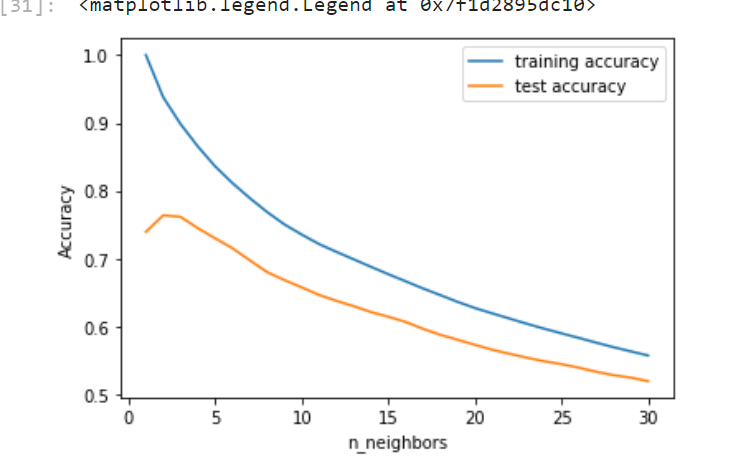 [31]: <matplotlib.legend.Legend at 0x7f1d2895dc10>
training accuracy
test accuracy
1.0
0.9
0.8
0.7
0.6
0.5
Accuracy
0 5 10 15 20 25 30
n_neighbors